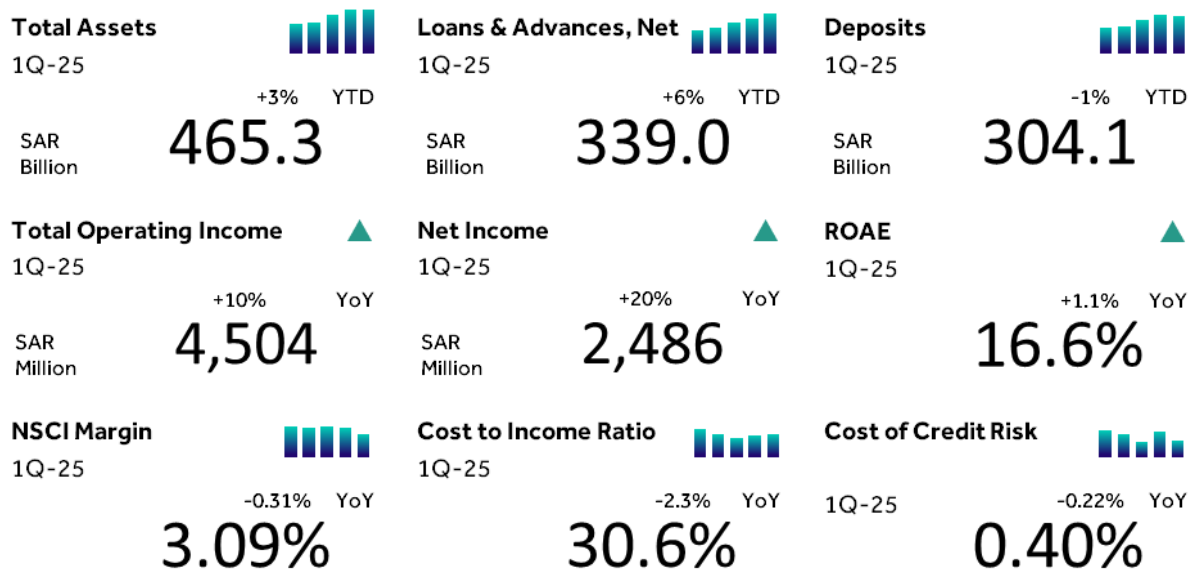 Total Assets
1Q-25
+3% YTD
SAR
Billion
465.3
Loans & Advances, Net
1Q-25
+6% YTD
SAR
Billion
339.0
Deposits
1Q-25
-1% YTD
SAR
Billion
304.1
Total Operating Income
1Q-25
+10% YoY
SAR
Million
4,504
Net Income
1Q-25
+20% YoY
SAR
Million
2,486
ROAE
1Q-25
+1.1% YoY
16.6%
NSCI Margin
1Q-25
-0.31% YoY
3.09%
Cost to Income Ratio
1Q-25
-2.3% YoY
30.6%
Cost of Credit Risk
1Q-25
-0.22% YoY
0.40%